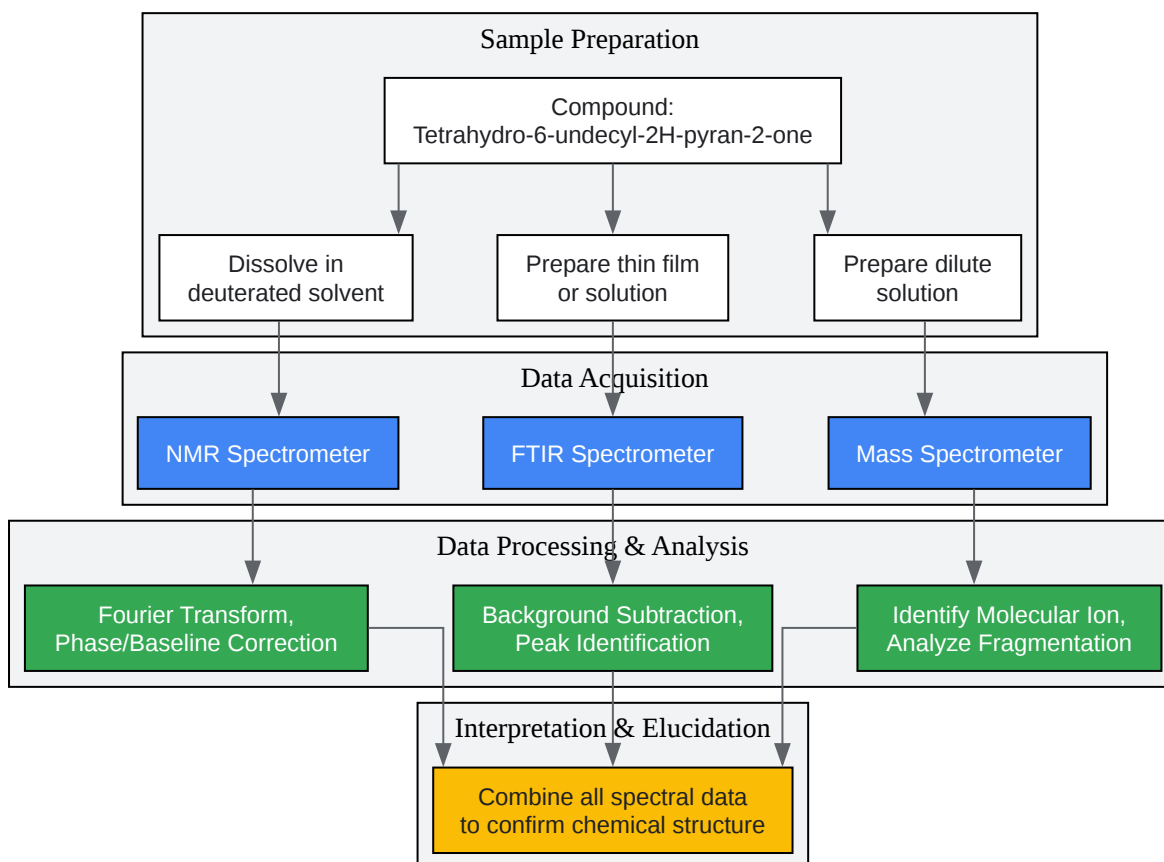 Sample Preparation
Compound:
Tetrahydro-6-undecyl-2H-pyran-2-one
Dissolve in
deuterated solvent
Prepare thin film
or solution
Prepare dilute
solution
Data Acquisition
NMR Spectrometer
FTIR Spectrometer
Mass Spectrometer
Data Processing & Analysis
Fourier Transform,
Phase/Baseline Correction
Background Subtraction,
Peak Identification
Identify Molecular Ion,
Analyze Fragmentation
Interpretation & Elucidation
Combine all spectral data
to confirm chemical structure